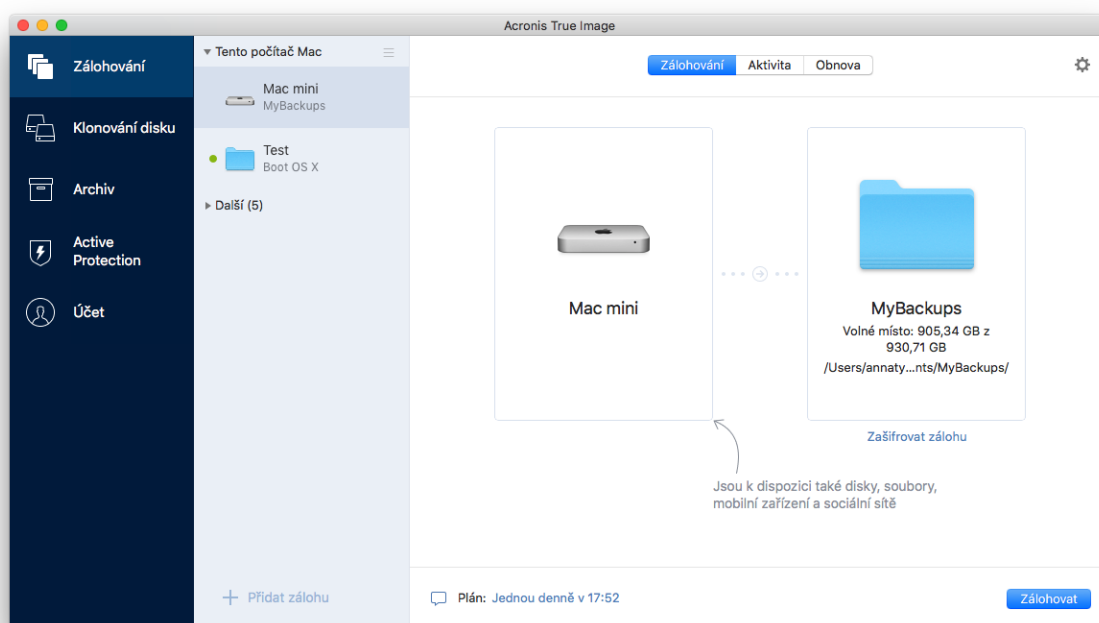 Acronis True Image
Zálohování
Klonování disku
Archiv
Active
Protection
Účet
Tento počítač Mac
Mac mini
MyBackups
Test
Boot OS X
Další (5)
Přidat zálohu
Zálohování
Aktivita
Obnova
Mac mini
MyBackups
Volné místo: 905,34 GB z
930,71 GB
/Users/annaty...nts/MyBackups/
Zašifrovat zálohu
Jsou k dispozici také disky, soubory,
mobilní zařízení a sociální sítě
Plán: Jednou denně v 17:52
Zálohovat